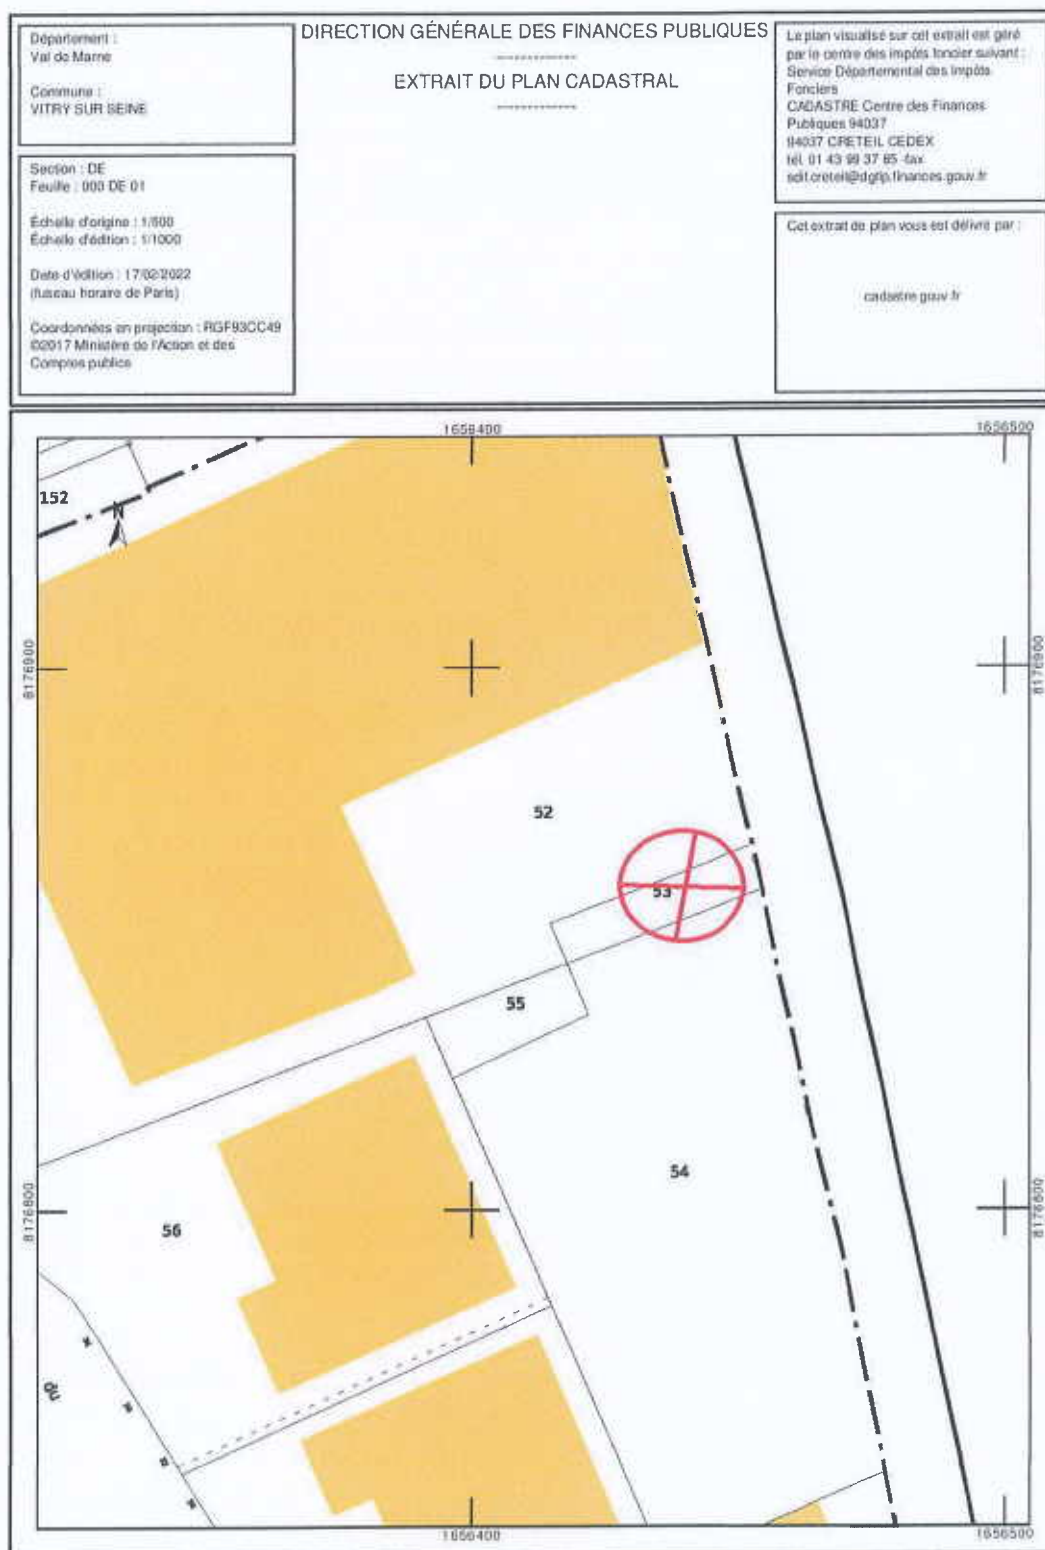 Département :
Val de Marne
Commune :
VITRY SUR SEINE
Section : DE
Feuille : 000 DE 01
Échelle d'origine : 1/500
Échelle d'édition : 1/1000
Date d'édition : 17/02/2022
(fuseau horaire de Paris)
Coordonnées en projection : RGF93CC49
©2017 Ministère de l'Action et des
Comptes publics
DIRECTION GÉNÉRALE DES FINANCES PUBLIQUES
EXTRAIT DU PLAN CADASTRAL
Le plan visualisé sur cet extrait est géré
par le centre des impôts foncier suivant :
Service Départemental des Impôts
Fonciers
CADASTRE Centre des Finances
Publiques 94037
94037 CRETEIL CEDEX
tél. 01 43 99 37 85 -fax
sdif.creteil@dgfip.finances.gouv.fr
Cet extrait de plan vous est délivré par :
cadastre.gouv.fr
1656400
1656500
152
N
8176900
8176900
52
53
55
54
8176800
8176800
56
du
1656400
1656500